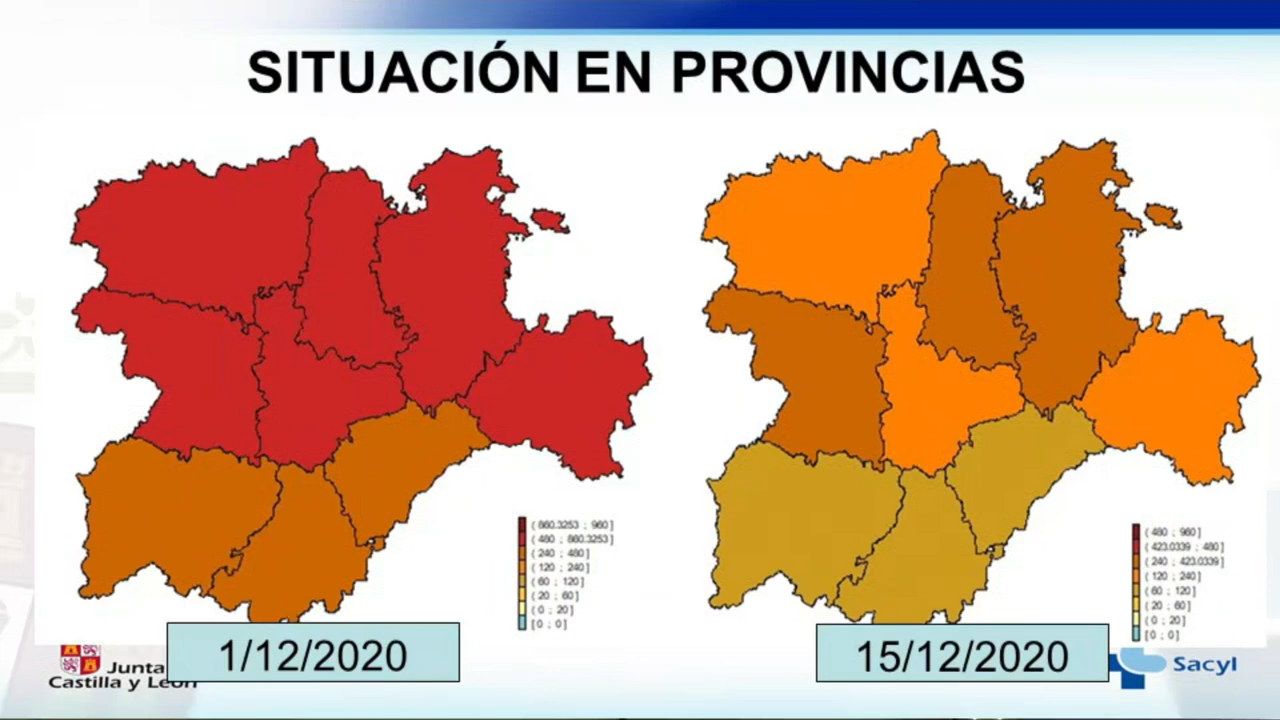 SITUACIÓN EN PROVINCIAS
( 860.3253 ; 960 ]
( 480 ; 860.3253 ]
( 240 ; 480 ]
( 120 ; 240 ]
( 60 ; 120 ]
( 20 ; 60 ]
( 0 ; 20 ]
[ 0 ; 0 ]
( 480 ; 960 ]
( 423.0339 ; 480 ]
( 240 ; 423.0339 ]
( 120 ; 240 ]
( 60 ; 120 ]
( 20 ; 60 ]
( 0 ; 20 ]
[ 0 ; 0 ]
1/12/2020
15/12/2020
Junta
Castilla y León
Sacyl